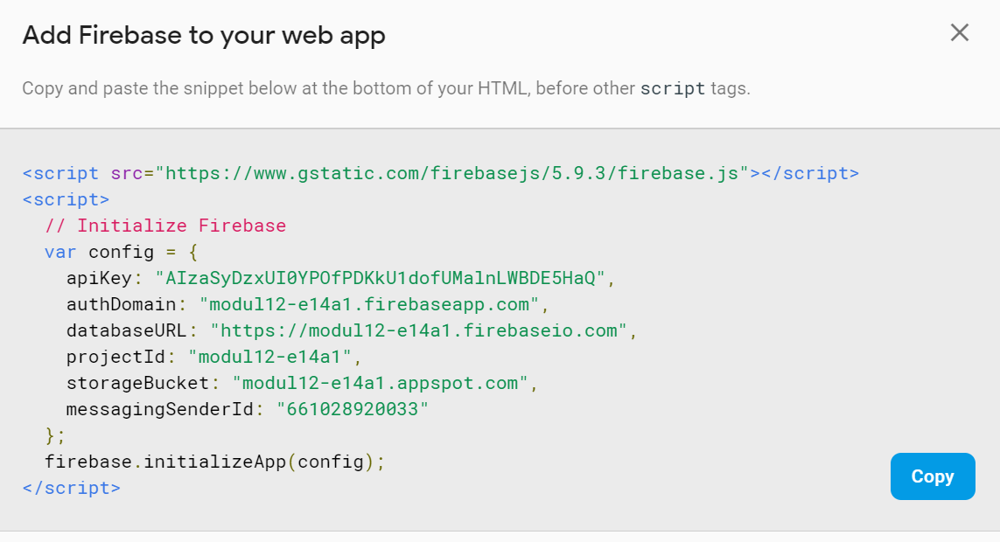 Add Firebase to your web app
Copy and paste the snippet below at the bottom of your HTML, before other script tags.
<script src="https://www.gstatic.com/firebasejs/5.9.3/firebase.js"></script>
<script>
  // Initialize Firebase
  var config = {
    apiKey: "AIzaSyDzxUI0YPOfPDKkU1dofUMalnLWBDE5HaQ",
    authDomain: "modul12-e14a1.firebaseapp.com",
    databaseURL: "https://modul12-e14a1.firebaseio.com",
    projectId: "modul12-e14a1",
    storageBucket: "modul12-e14a1.appspot.com",
    messagingSenderId: "661028920033"
  };
  firebase.initializeApp(config);
</script>
Copy